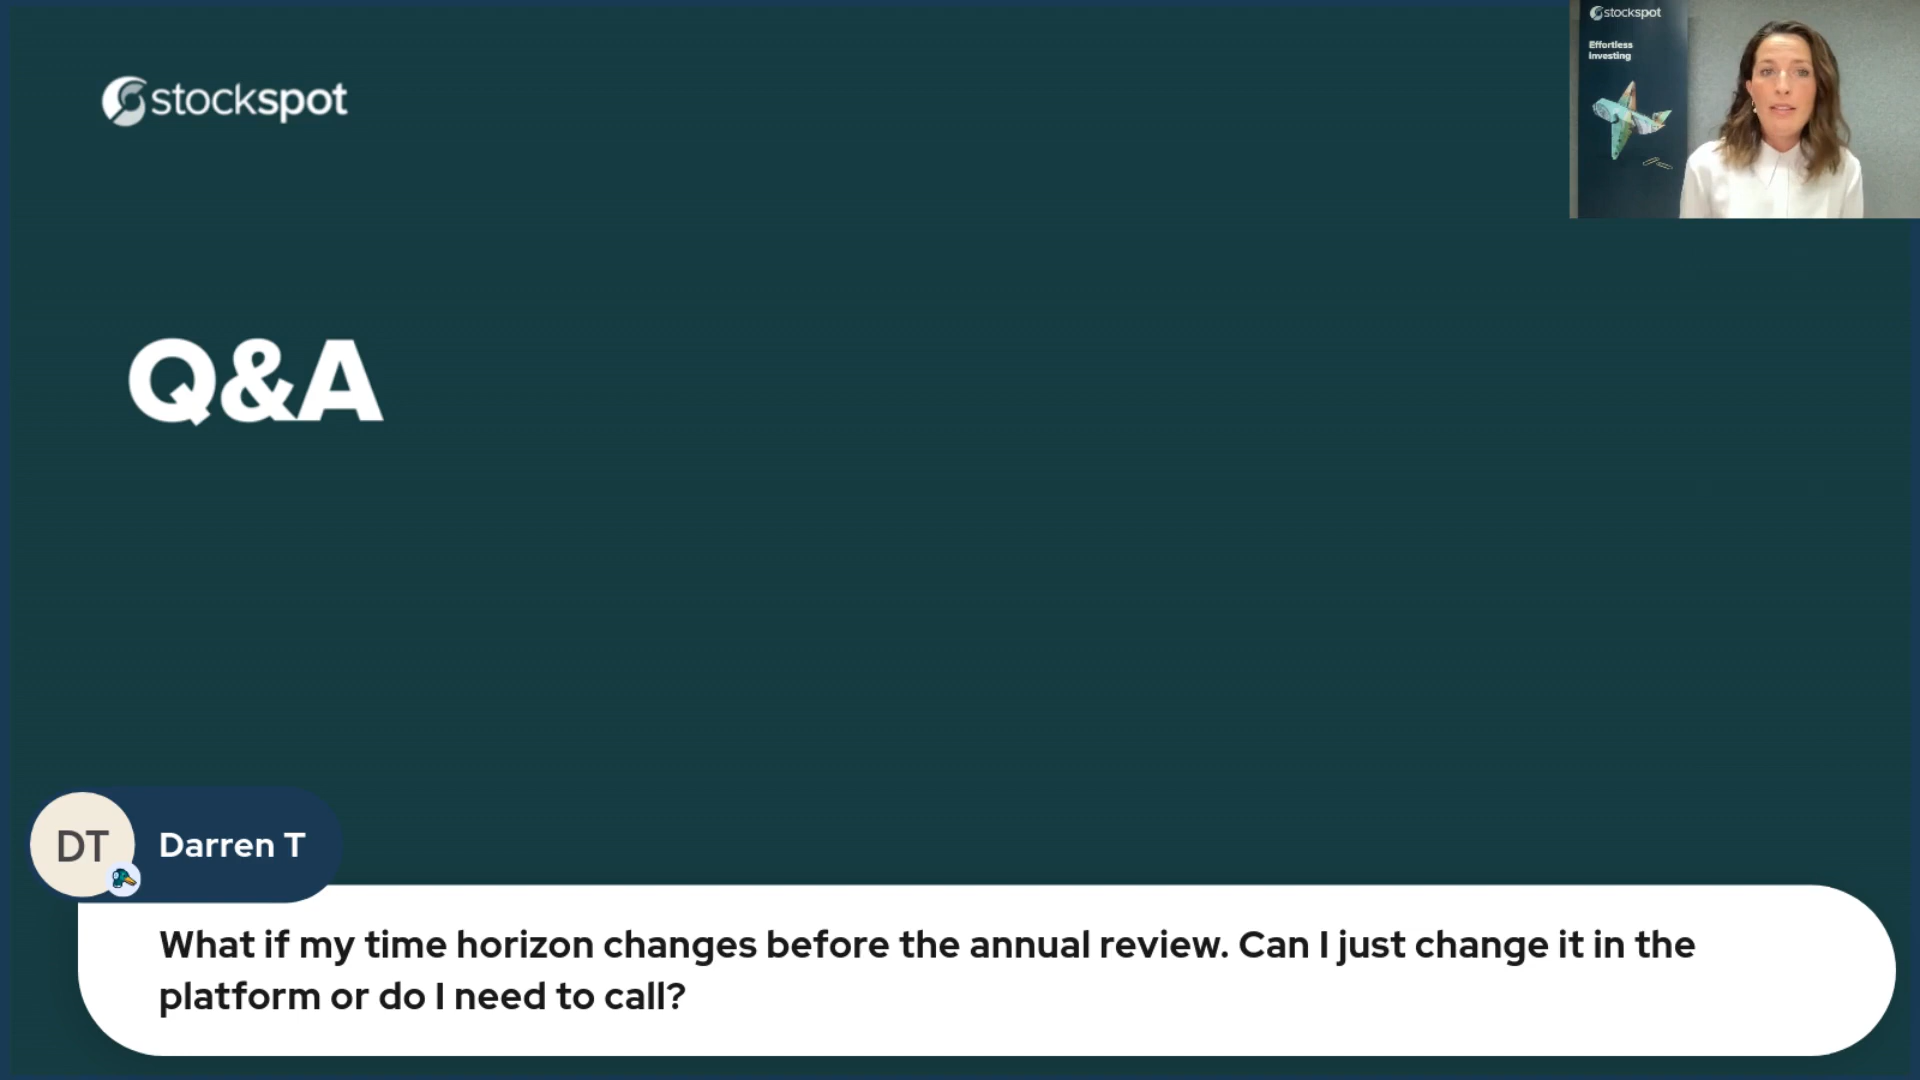 stockspot
stockspot
Effortless
Investing
Q&A
DT
Darren T
What if my time horizon changes before the annual review. Can I just change it in the
platform or do I need to call?